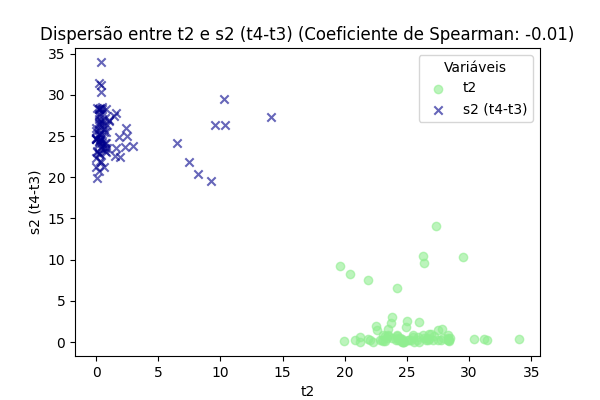 Dispersão entre t2 e s2 (t4-t3) (Coeficiente de Spearman: -0.01)
Variáveis
t2
s2 (t4-t3)
s2 (t4-t3)
35
30
25
20
15
10
5
0
0 5 10 15 20 25 30 35
t2